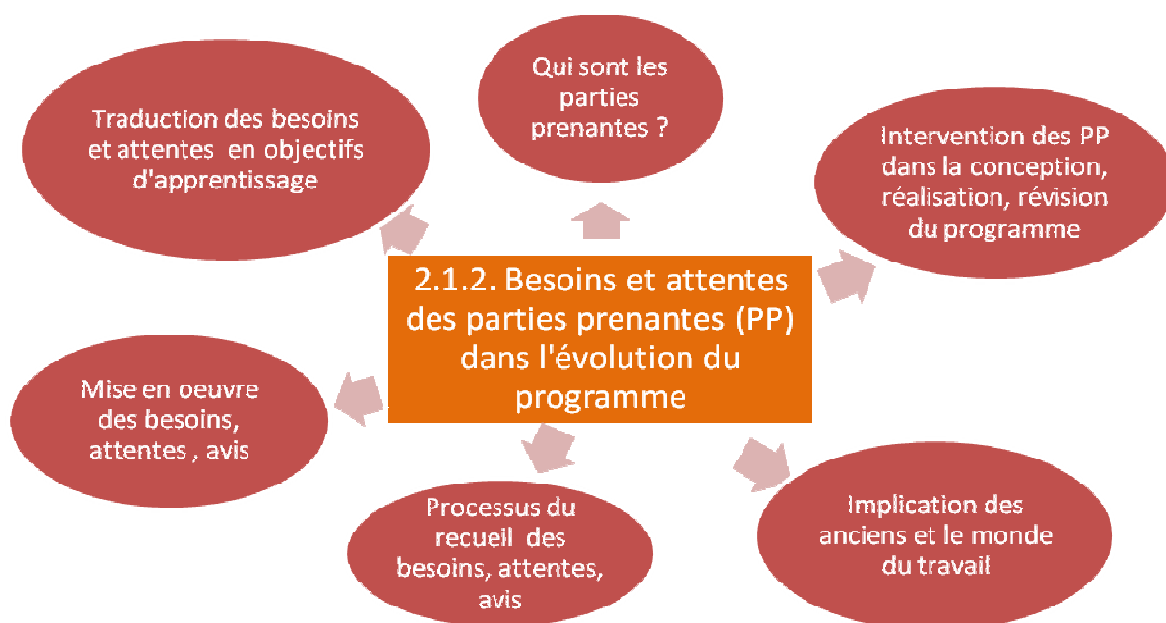 Qui sont les
parties
prenantes ?
Traduction des besoins
et attentes en objectifs
d'apprentissage
Intervention des PP
dans la conception,
réalisation, révision
du programme
2.1.2. Besoins et attentes
des parties prenantes (PP)
dans l'évolution du
programme
Mise en oeuvre
des besoins,
attentes , avis
Processus du
recueil des
besoins, attentes,
avis
Implication des
anciens et le monde
du travail